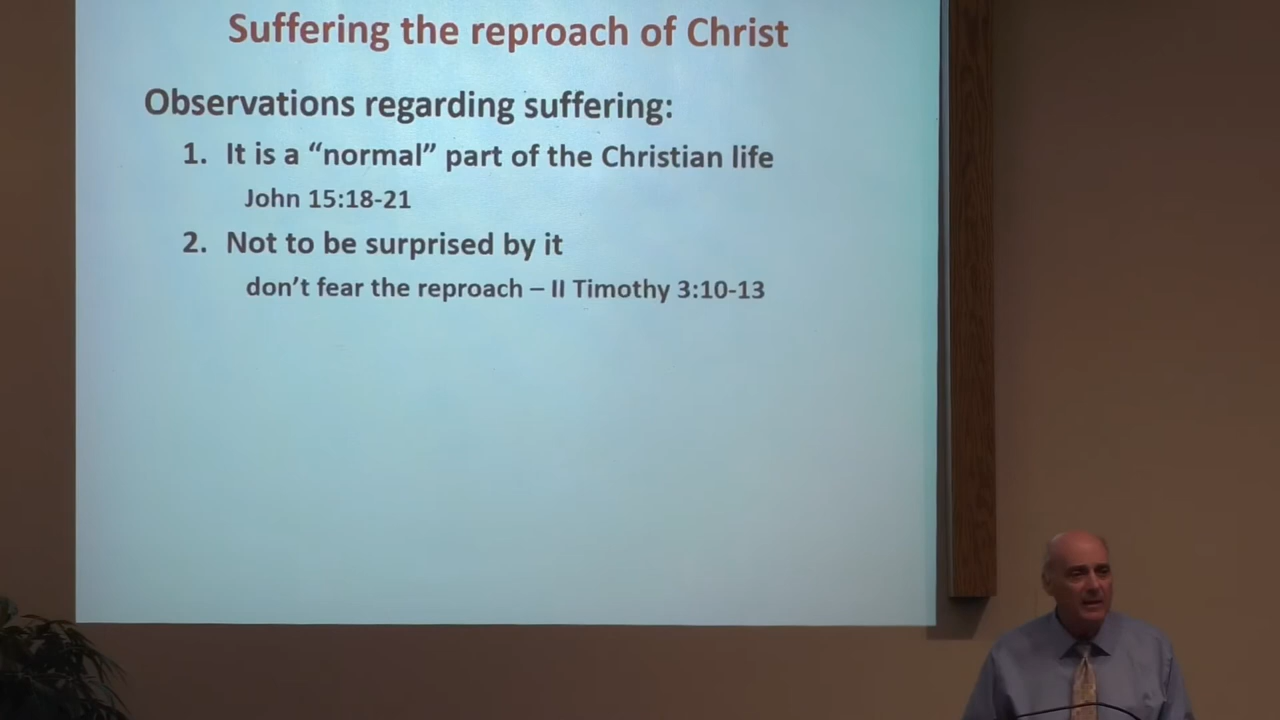 Suffering the reproach of Christ
Observations regarding suffering:
1. It is a “normal” part of the Christian life
John 15:18-21
2. Not to be surprised by it
don’t fear the reproach – II Timothy 3:10-13